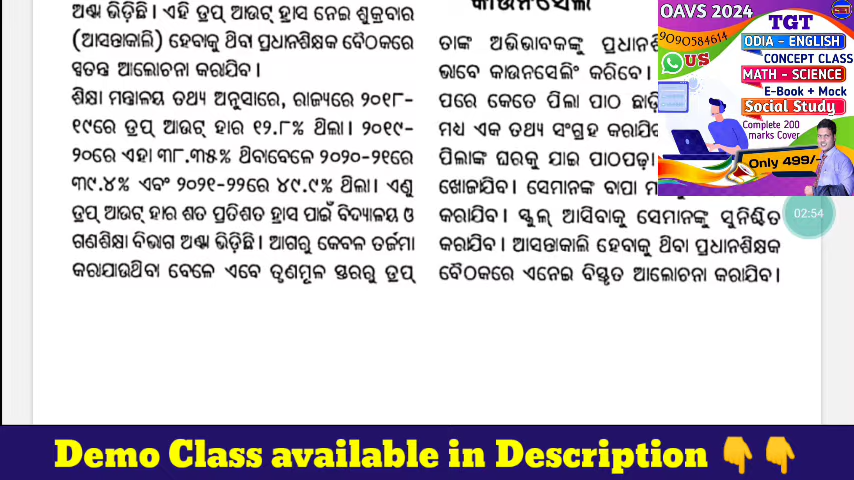 ଅଣ୍ଟା ଭିଡ଼ିଛି। ଏହି ଡ୍ରପ୍ ଆଉଟ୍ ହ୍ରାସ ନେଇ ଶୁକ୍ରବାର
(ଆସନ୍ତାକାଲି) ହେବାକୁ ଥିବା ପ୍ରଧାନଶିକ୍ଷକ ବୈଠକରେ
ସ୍ୱତନ୍ତ୍ର ଆଲୋଚନା କରାଯିବ।
ଶିକ୍ଷା ମନ୍ତ୍ରାଳୟ ତଥ୍ୟ ଅନୁସାରେ, ରାଜ୍ୟରେ ୨୦୧୮-
୧୯ରେ ଡ୍ରପ୍ ଆଉଟ୍ ହାର ୧୨.୮% ଥିଲା। ୨୦୧୯-
୨୦ରେ ଏହା ୩୮.୩୫% ଥିବାବେଳେ ୨୦୨୦-୨୧ରେ
୩୯.୪% ଏବଂ ୨୦୨୧-୨୨ରେ ୪୯.୯% ଥିଲା। ଏଣୁ
ଡ୍ରପ୍ ଆଉଟ୍ ହାର ଶତ ପ୍ରତିଶତ ହ୍ରାସ ପାଇଁ ବିଦ୍ୟାଳୟ ଓ
ଗଣଶିକ୍ଷା ବିଭାଗ ଅଣ୍ଟା ଭିଡ଼ିଛି। ଆଗରୁ କେବଳ ତର୍ଜମା
କରାଯାଉଥିବା ବେଳେ ଏବେ ତୃଣମୂଳ ସ୍ତରରୁ ଡ୍ରପ୍
କାଉନସେଲ
ତାଙ୍କ ଅଭିଭାବକଙ୍କୁ
ଭାବେ କାଉନସେଲିଂ କରିବେ।
ପରେ କେତେ ପିଲା ପାଠ
ମଧ୍ୟ ଏକ ତଥ୍ୟ ସଂଗ୍ରହ
ପିଲାଙ୍କ ଘରକୁ ଯାଇ ପାଠପଢ଼ା
ଖୋଜାଯିବ। ସେମାନଙ୍କ ବାପା
କରାଯିବ। ସ୍କୁଲ୍ ଆସିବାକୁ ସେମାନଙ୍କୁ ସୁନିଶ୍ଚିତ
କରାଯିବ। ଆସନ୍ତାକାଲି ହେବାକୁ ଥିବା ପ୍ରଧାନଶିକ୍ଷକ
ବୈଠକରେ ଏନେଇ ବିସ୍ତୃତ ଆଲୋଚନା କରାଯିବ।
OAVS 2024
9090584614
US
TGT
ODIA - ENGLISH
CONCEPT CLASS
MATH - SCIENCE
E-Book + Mock
Social Study
Complete 200
marks Cover
Only 499/-
02:54
Demo Class available in Description 👇👇